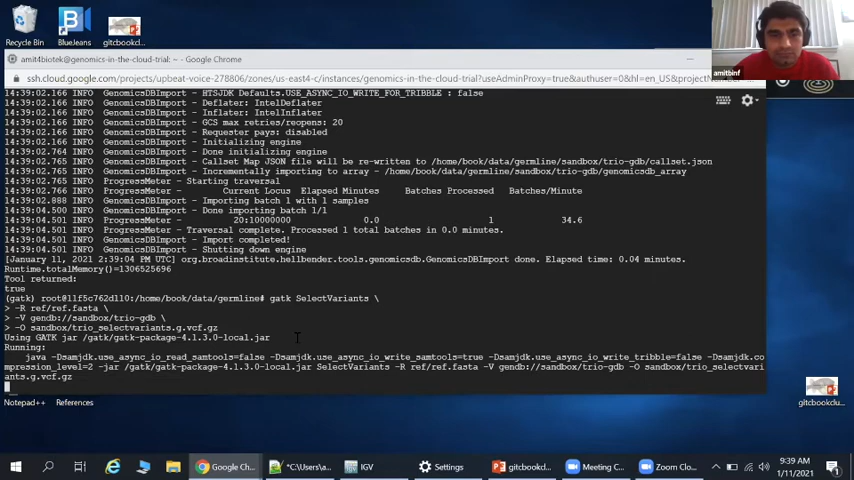 Recycle Bin
BlueJeans
gitcbookcl...
amitbinf
amit4biotek@genomics-in-the-cloud-trial: ~ - Google Chrome
ssh.cloud.google.com/projects/upbeat-voice-278806/zones/us-east4-c/instances/genomics-in-the-cloud-trial?useAdminProxy=true&authuser=0&hl=en_US&projectNumbe
14:39:02.166 INFO  GenomicsDBImport - HTSJDK Defaults.USE_ASYNC_IO_WRITE_FOR_TRIBBLE : false
14:39:02.166 INFO  GenomicsDBImport - Deflater: IntelDeflater
14:39:02.166 INFO  GenomicsDBImport - Inflater: IntelInflater
14:39:02.166 INFO  GenomicsDBImport - GCS max retries/reopens: 20
14:39:02.166 INFO  GenomicsDBImport - Requester pays: disabled
14:39:02.166 INFO  GenomicsDBImport - Initializing engine
14:39:02.764 INFO  GenomicsDBImport - Done initializing engine
14:39:02.765 INFO  GenomicsDBImport - Callset Map JSON file will be re-written to /home/book/data/germline/sandbox/trio-gdb/callset.json
14:39:02.766 INFO  GenomicsDBImport - Incrementally importing to array - /home/book/data/germline/sandbox/trio-gdb/genomicsdb_array
14:39:02.766 INFO  ProgressMeter - Starting traversal
14:39:02.766 INFO  ProgressMeter -        Current Locus  Elapsed Minutes     Batches Processed   Batches/Minute
14:39:02.888 INFO  GenomicsDBImport - Importing batch 1 with 1 samples
14:39:04.500 INFO  GenomicsDBImport - Done importing batch 1/1
14:39:04.501 INFO  ProgressMeter -          20:10000000              0.0                     1             34.6
14:39:04.501 INFO  ProgressMeter - Traversal complete. Processed 1 total batches in 0.0 minutes.
14:39:04.501 INFO  GenomicsDBImport - Import completed!
14:39:04.501 INFO  GenomicsDBImport - Shutting down engine
[January 11, 2021 2:39:04 PM UTC] org.broadinstitute.hellbender.tools.genomicsdb.GenomicsDBImport done. Elapsed time: 0.04 minutes.
Runtime.totalMemory()=1306525696
Tool returned:
true
(gatk) root@11f5c762d110:/home/book/data/germline# gatk SelectVariants \
> -R ref/ref.fasta \
> -V gendb://sandbox/trio-gdb \
> -O sandbox/trio_selectvariants.g.vcf.gz
Using GATK jar /gatk/gatk-package-4.1.3.0-local.jar
Running:
java -Dsamjdk.use_async_io_read_samtools=false -Dsamjdk.use_async_io_write_samtools=true -Dsamjdk.use_async_io_write_tribble=false -Dsamjdk.co
mpression_level=2 -jar /gatk/gatk-package-4.1.3.0-local.jar SelectVariants -R ref/ref.fasta -V gendb://sandbox/trio-gdb -O sandbox/trio_selectvari
ants.g.vcf.gz
Notepad++
References
gitcbookclu...
Google Ch...
*C:\Users\a...
IGV
Settings
gitcbookcl...
Meeting C...
Zoom Clo...
9:39 AM
1/11/2021
1